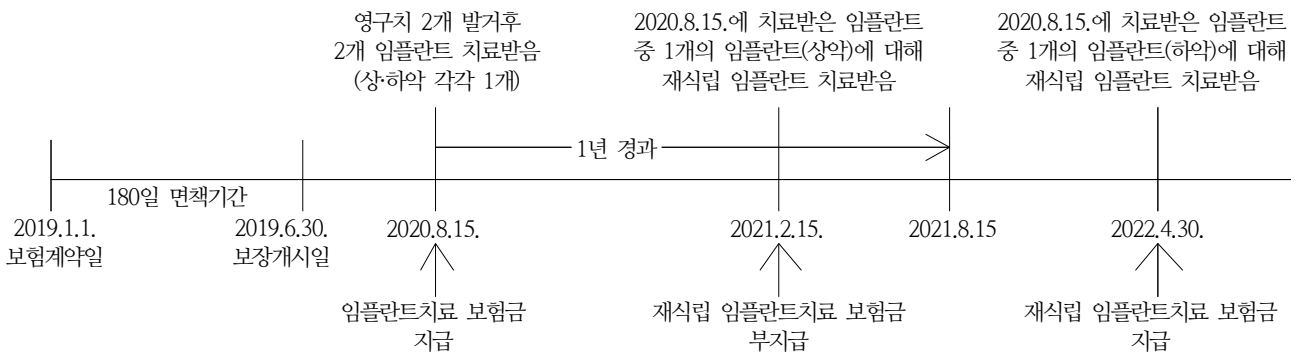 영구치 2개 발거후
2개 임플란트 치료받음
(상·하악 각각 1개)
2020.8.15.에 치료받은 임플란트
중 1개의 임플란트(상악)에 대해
재식립 임플란트 치료받음
2020.8.15.에 치료받은 임플란트
중 1개의 임플란트(하악)에 대해
재식립 임플란트 치료받음
1년 경과
180일 면책기간
2019.1.1.
보험계약일
2019.6.30.
보장개시일
2020.8.15.
2021.2.15.
2021.8.15
2022.4.30.
임플란트치료 보험금
지급
재식립 임플란트치료 보험금
부지급
재식립 임플란트치료 보험금
지급